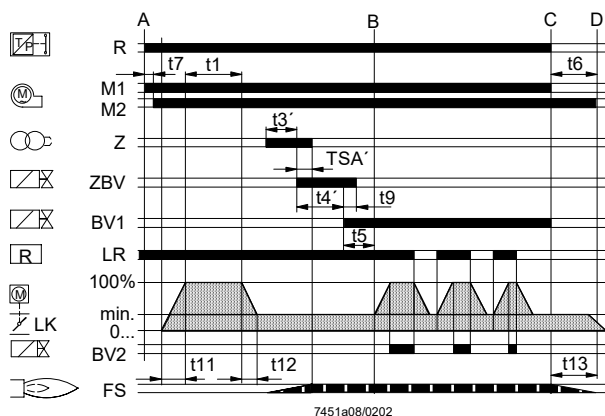 A B C D
R
t7 t1 t6
M1
M2
t3´
Z
TSA´
ZBV
t4´ t9
BV1
t5
R LR
100%
M
min.
LK
0...
BV2
t11 t12 t13
FS
7451a08/0202